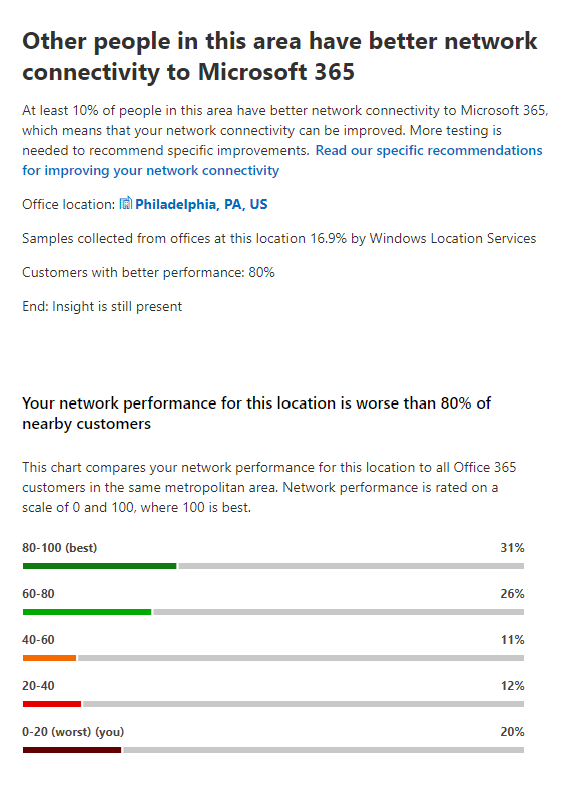 Other people in this area have better network
connectivity to Microsoft 365
At least 10% of people in this area have better network connectivity to Microsoft 365,
which means that your network connectivity can be improved. More testing is
needed to recommend specific improvements. Read our specific recommendations
for improving your network connectivity
Office location: Philadelphia, PA, US
Samples collected from offices at this location 16.9% by Windows Location Services
Customers with better performance: 80%
End: Insight is still present
Your network performance for this location is worse than 80% of
nearby customers
This chart compares your network performance for this location to all Office 365
customers in the same metropolitan area. Network performance is rated on a
scale of 0 and 100, where 100 is best.
80-100 (best) 31%
60-80 26%
40-60 11%
20-40 12%
0-20 (worst) (you) 20%